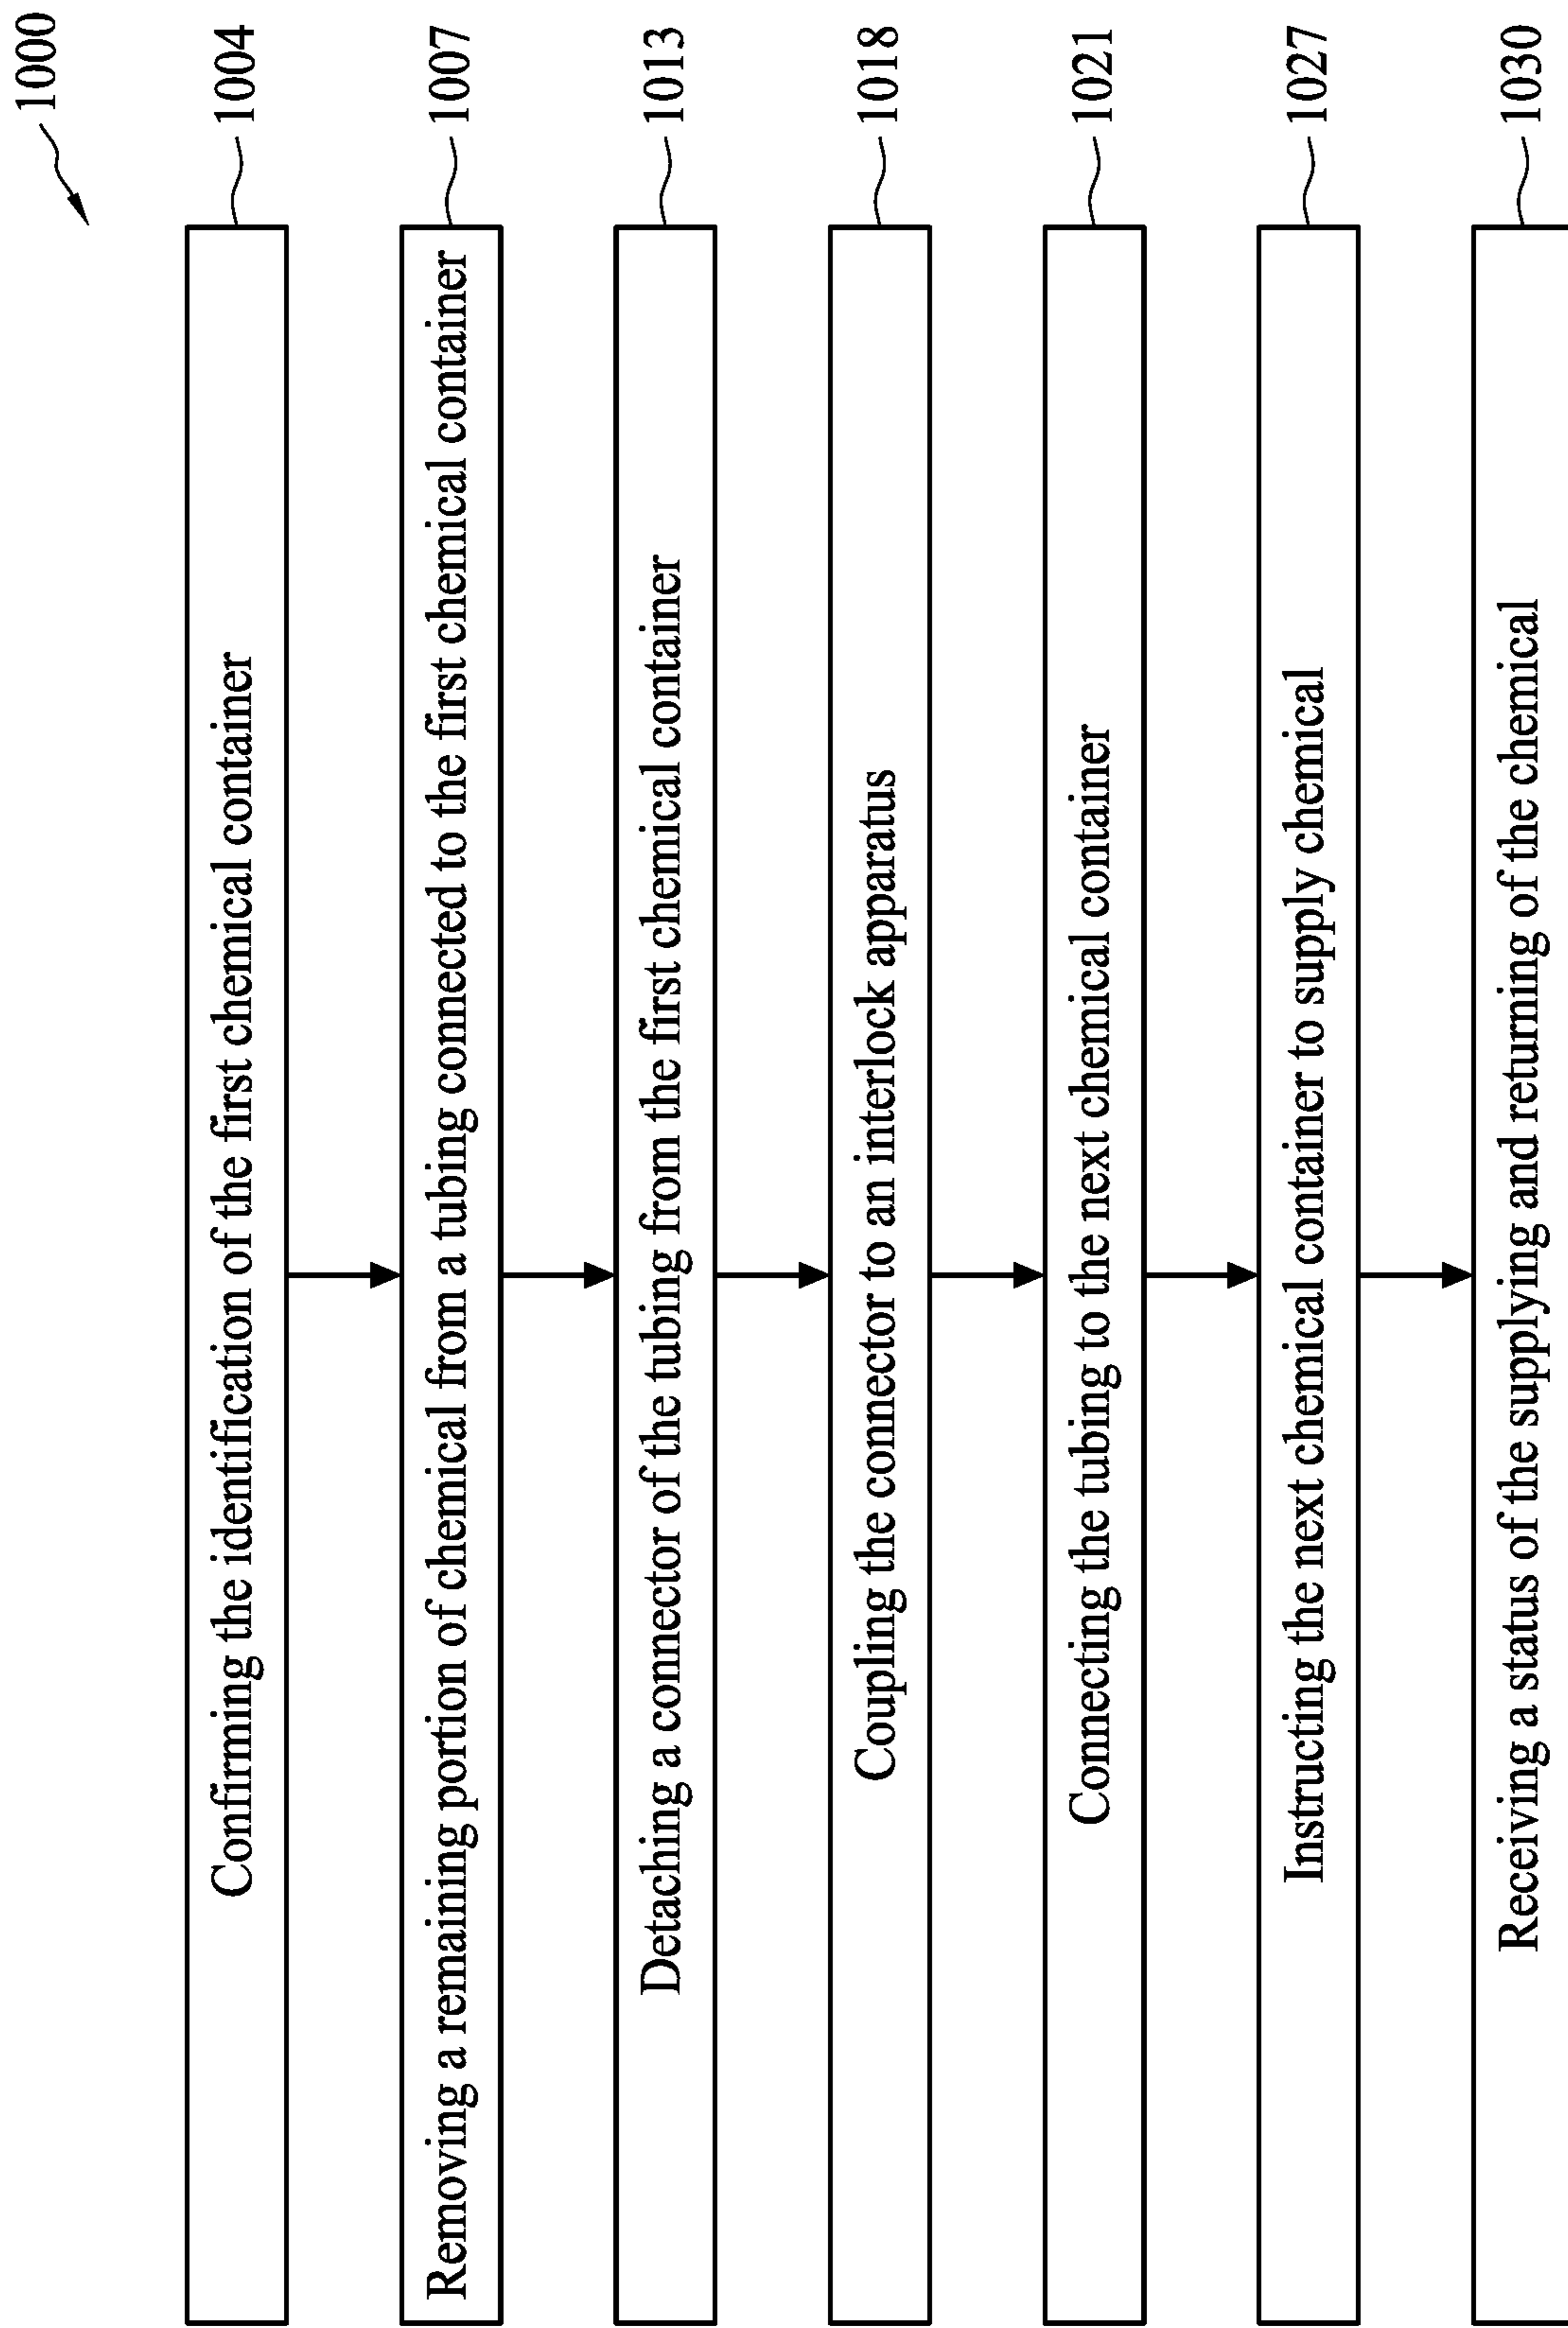 1000
Confirming the identification of the first chemical container 1004
Removing a remaining portion of chemical from a tubing connected to the first chemical container 1007
Detaching a connector of the tubing from the first chemical container 1013
Coupling the connector to an interlock apparatus 1018
Connecting the tubing to the next chemical container 1021
Instructing the next chemical container to supply chemical 1027
Receiving a status of the supplying and returning of the chemical 1030